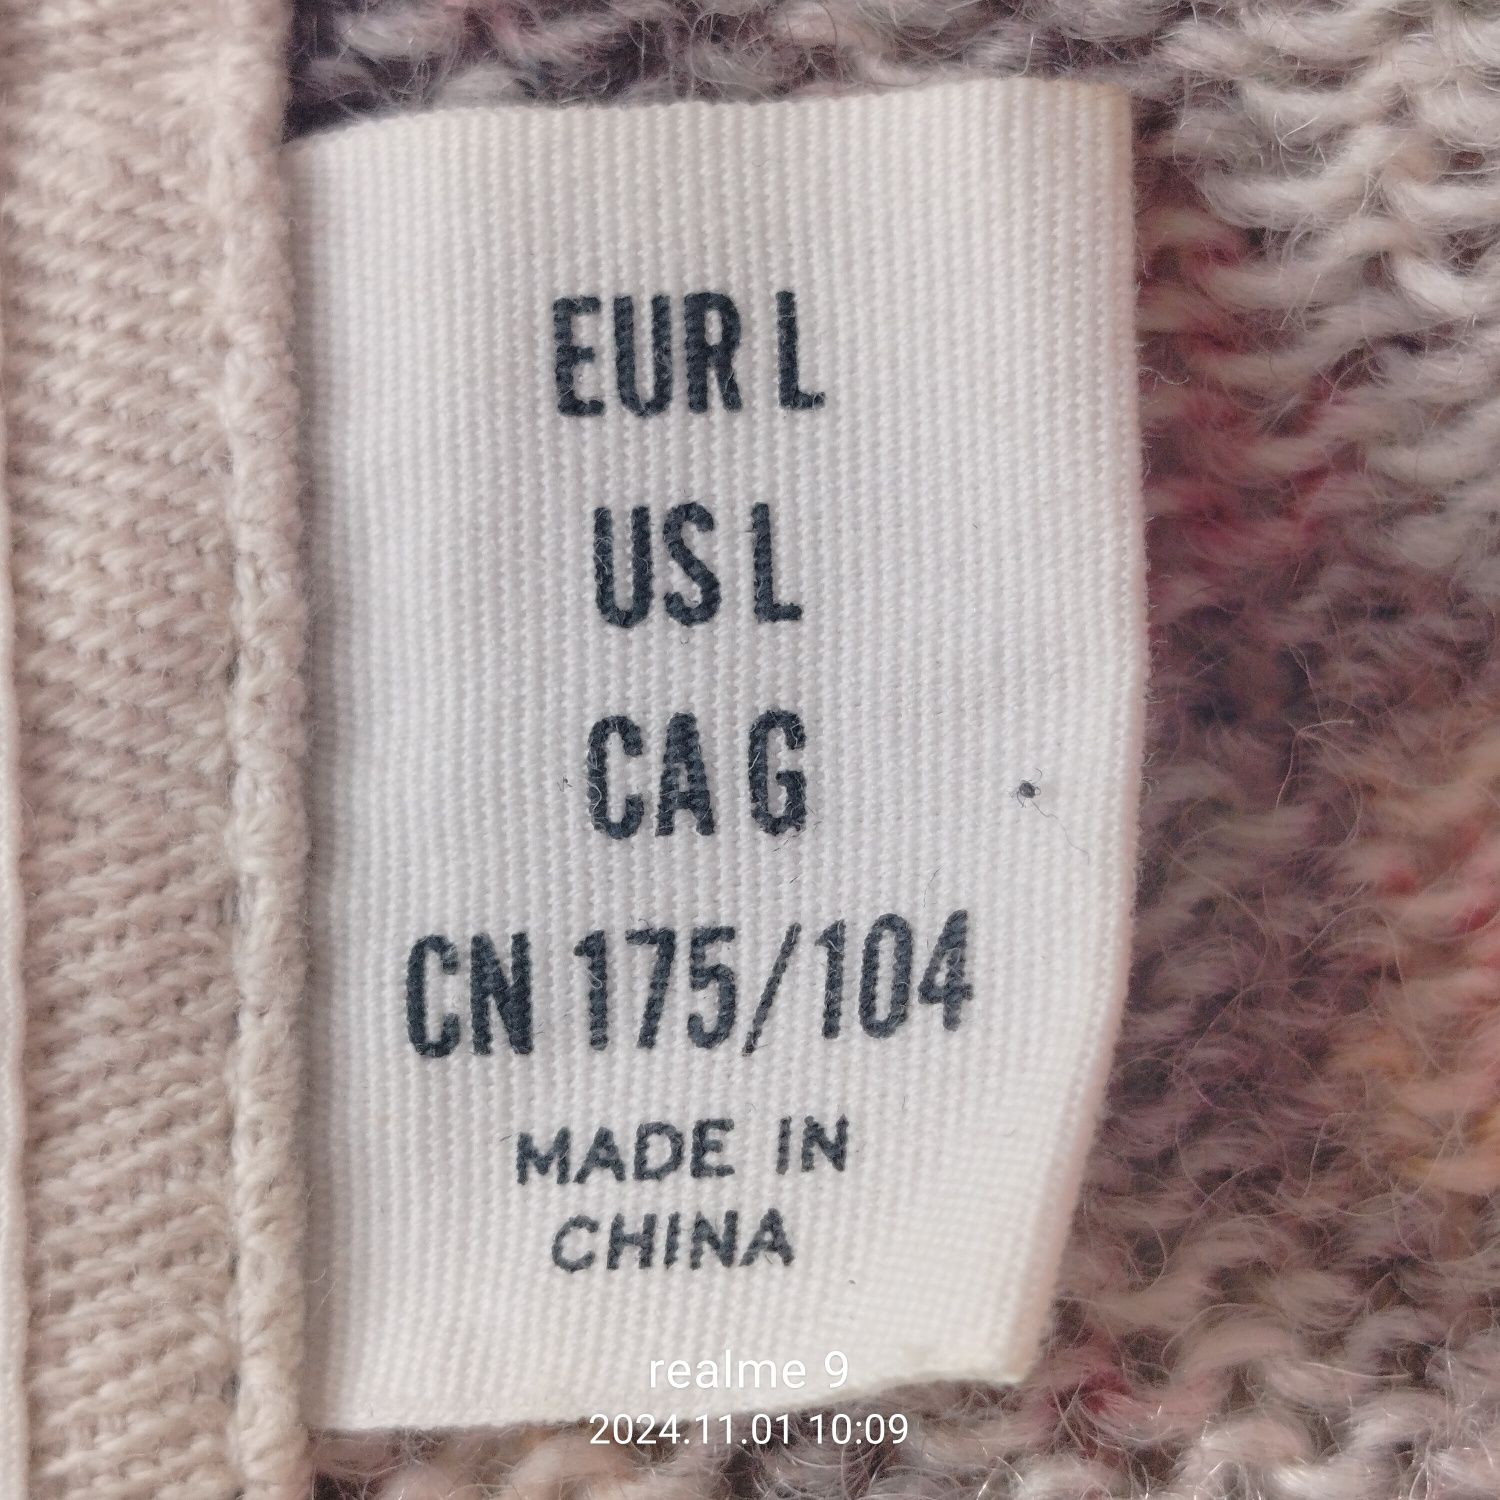 EUR L
US L
CA G
CN 175/104
MADE IN
CHINA
realme 9
2024.11.01 10:09